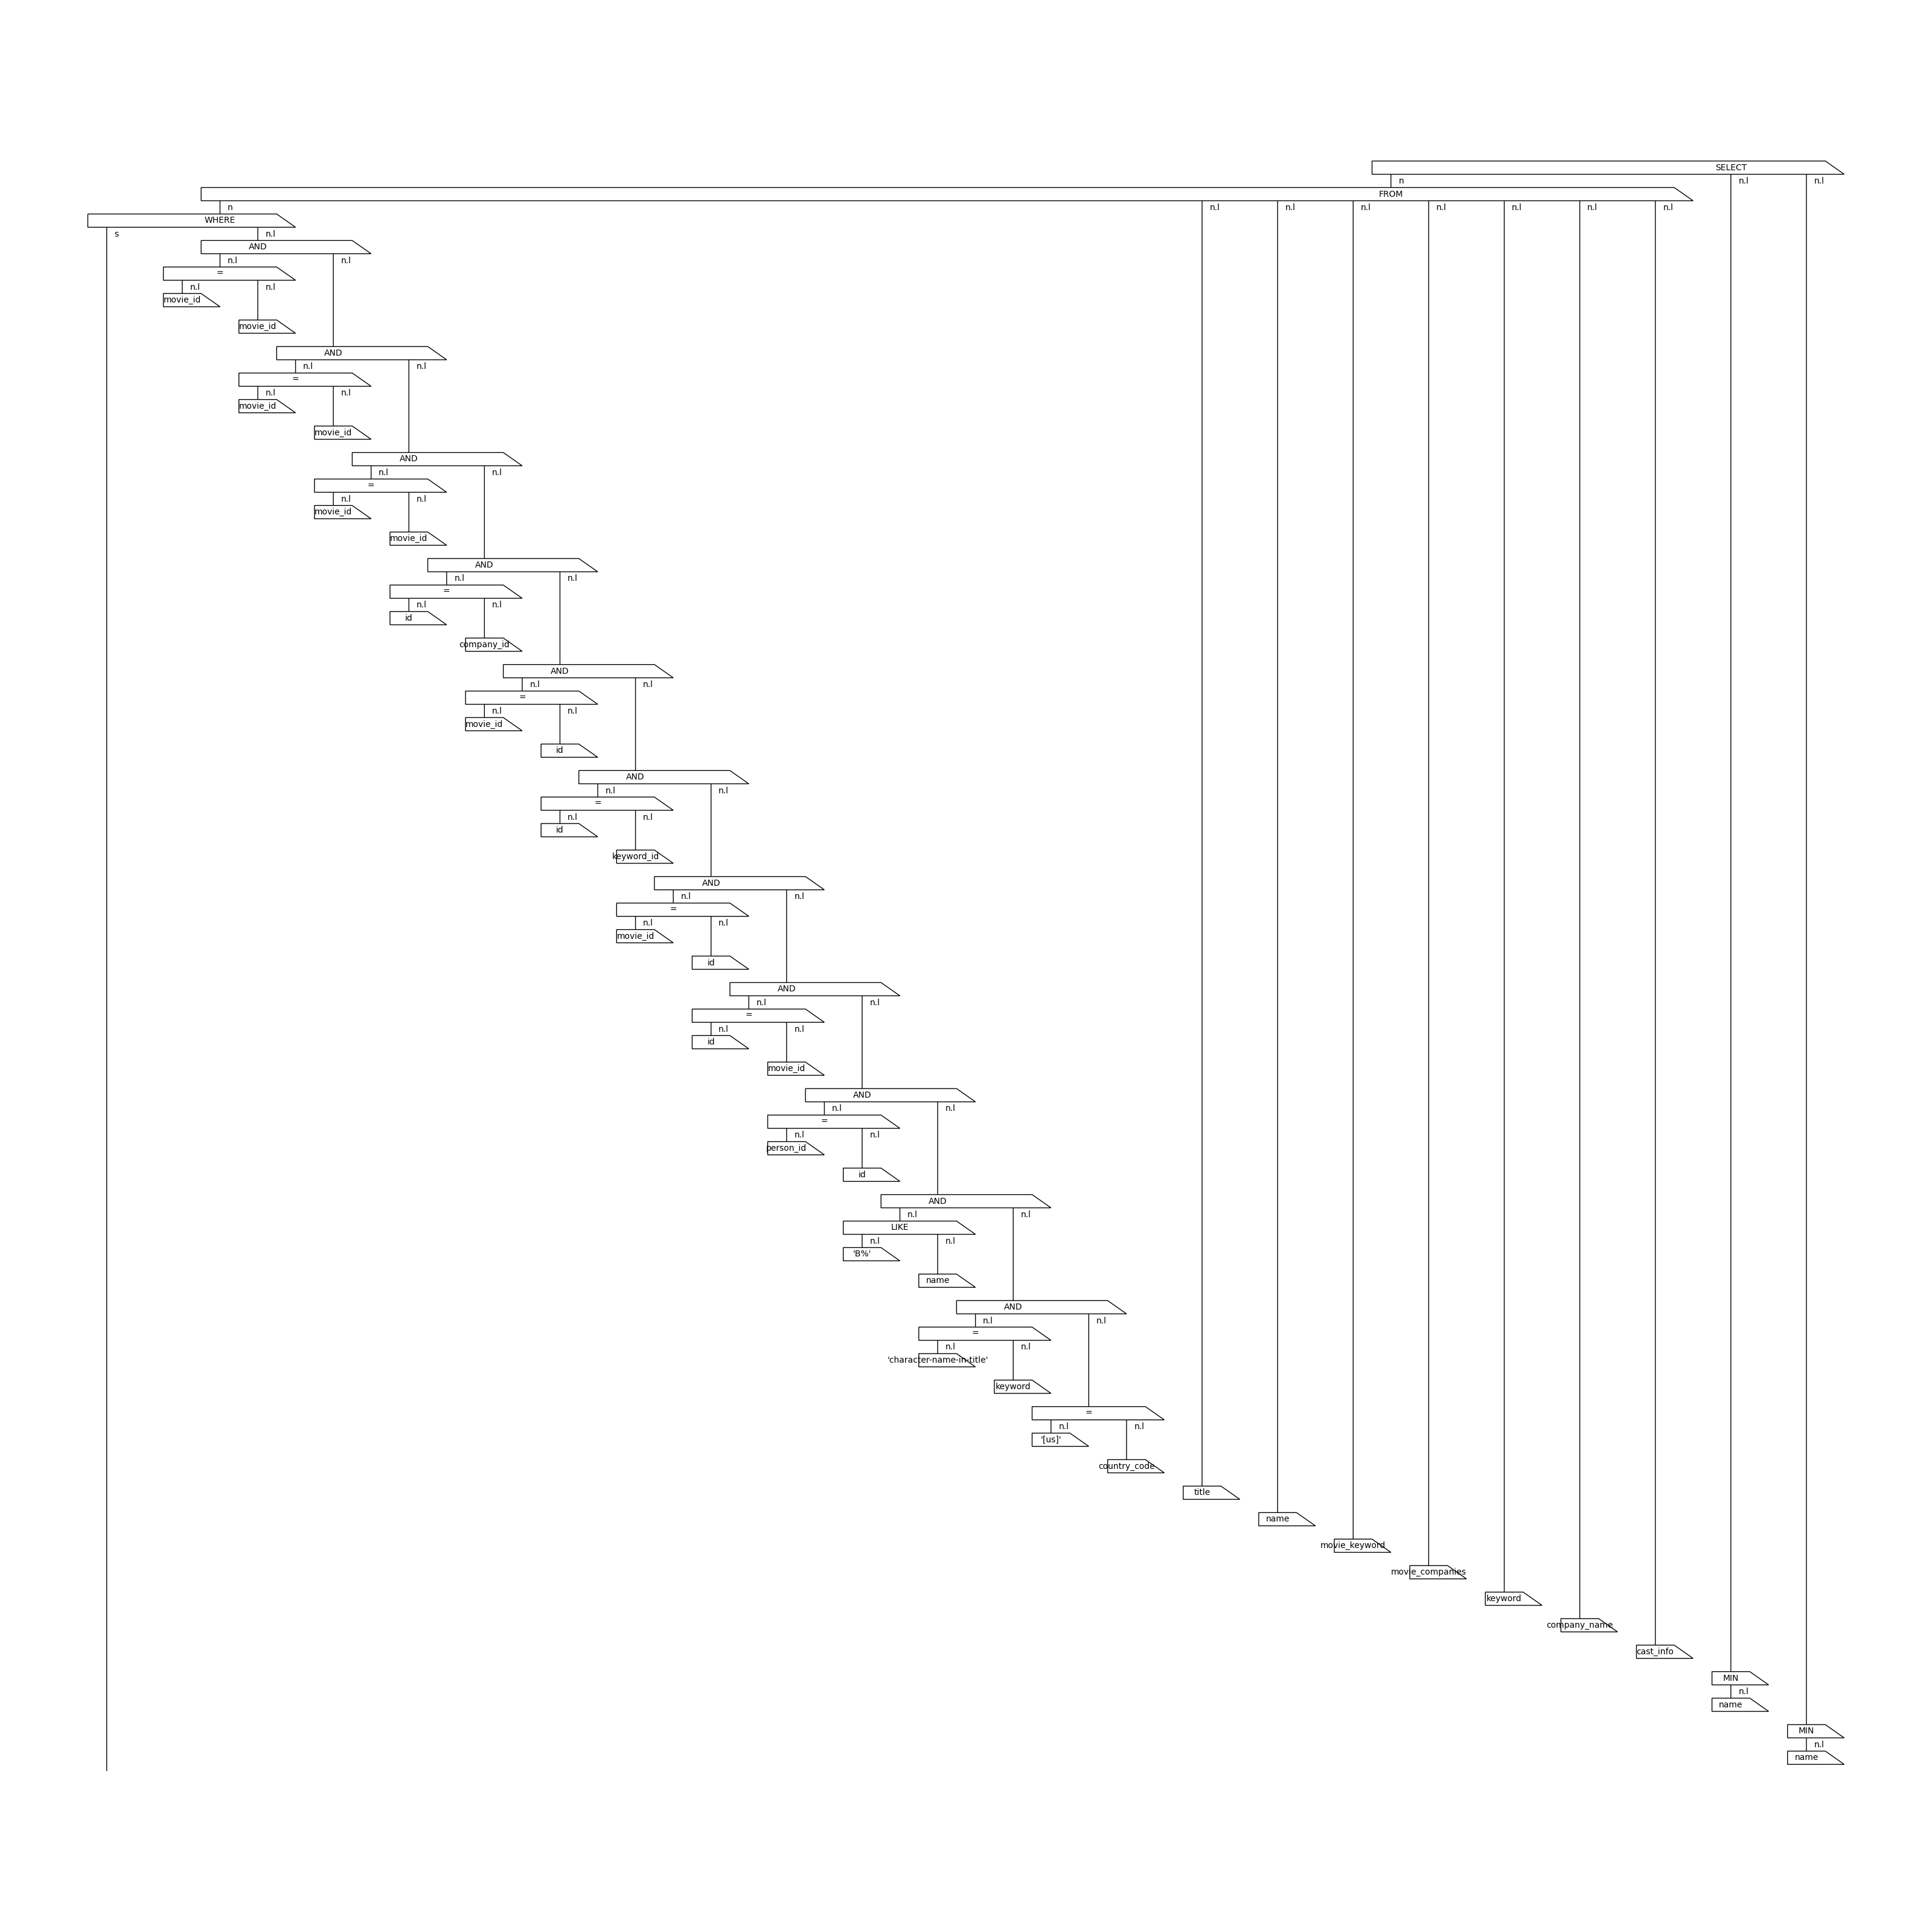 SELECT
n n.l n.l
FROM
n n.l n.l n.l n.l n.l n.l n.l
WHERE
s n.l
AND
n.l n.l
=
n.l n.l
movie_id
movie_id
AND
n.l n.l
=
n.l n.l
movie_id
movie_id
AND
n.l n.l
=
n.l n.l
movie_id
movie_id
AND
n.l n.l
=
n.l n.l
id
company_id
AND
n.l n.l
=
n.l n.l
movie_id
id
AND
n.l n.l
=
n.l n.l
id
keyword_id
AND
n.l n.l
=
n.l n.l
movie_id
id
AND
n.l n.l
=
n.l n.l
id
movie_id
AND
n.l n.l
=
n.l n.l
person_id
id
AND
n.l n.l
LIKE
n.l n.l
'B%'
name
AND
n.l n.l
=
n.l n.l
'character-name-in-title'
keyword
=
n.l n.l
'[us]'
country_code
title
name
movie_keyword
movie_companies
keyword
company_name
cast_info
MIN
n.l
name
MIN
n.l
name